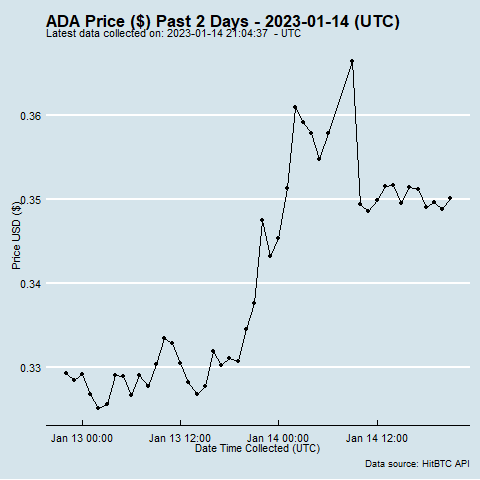 ADA Price ($) Past 2 Days - 2023-01-14 (UTC)
Latest data collected on: 2023-01-14 21:04:37 - UTC
0.36
0.35
0.34
0.33
Price USD ($)
Jan 13 00:00 Jan 13 12:00 Jan 14 00:00 Jan 14 12:00
Date Time Collected (UTC)
Data source: HitBTC API